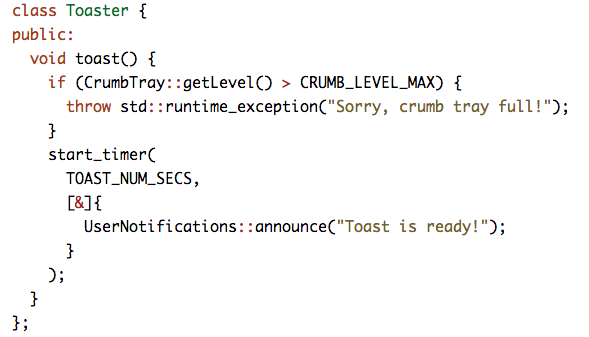 class Toaster {
public:
  void toast() {
    if (CrumbTray::getLevel() > CRUMB_LEVEL_MAX) {
      throw std::runtime_exception("Sorry, crumb tray full!");
    }
    start_timer(
      TOAST_NUM_SECS,
      [&]{
        UserNotifications::announce("Toast is ready!");
      }
    );
  }
};